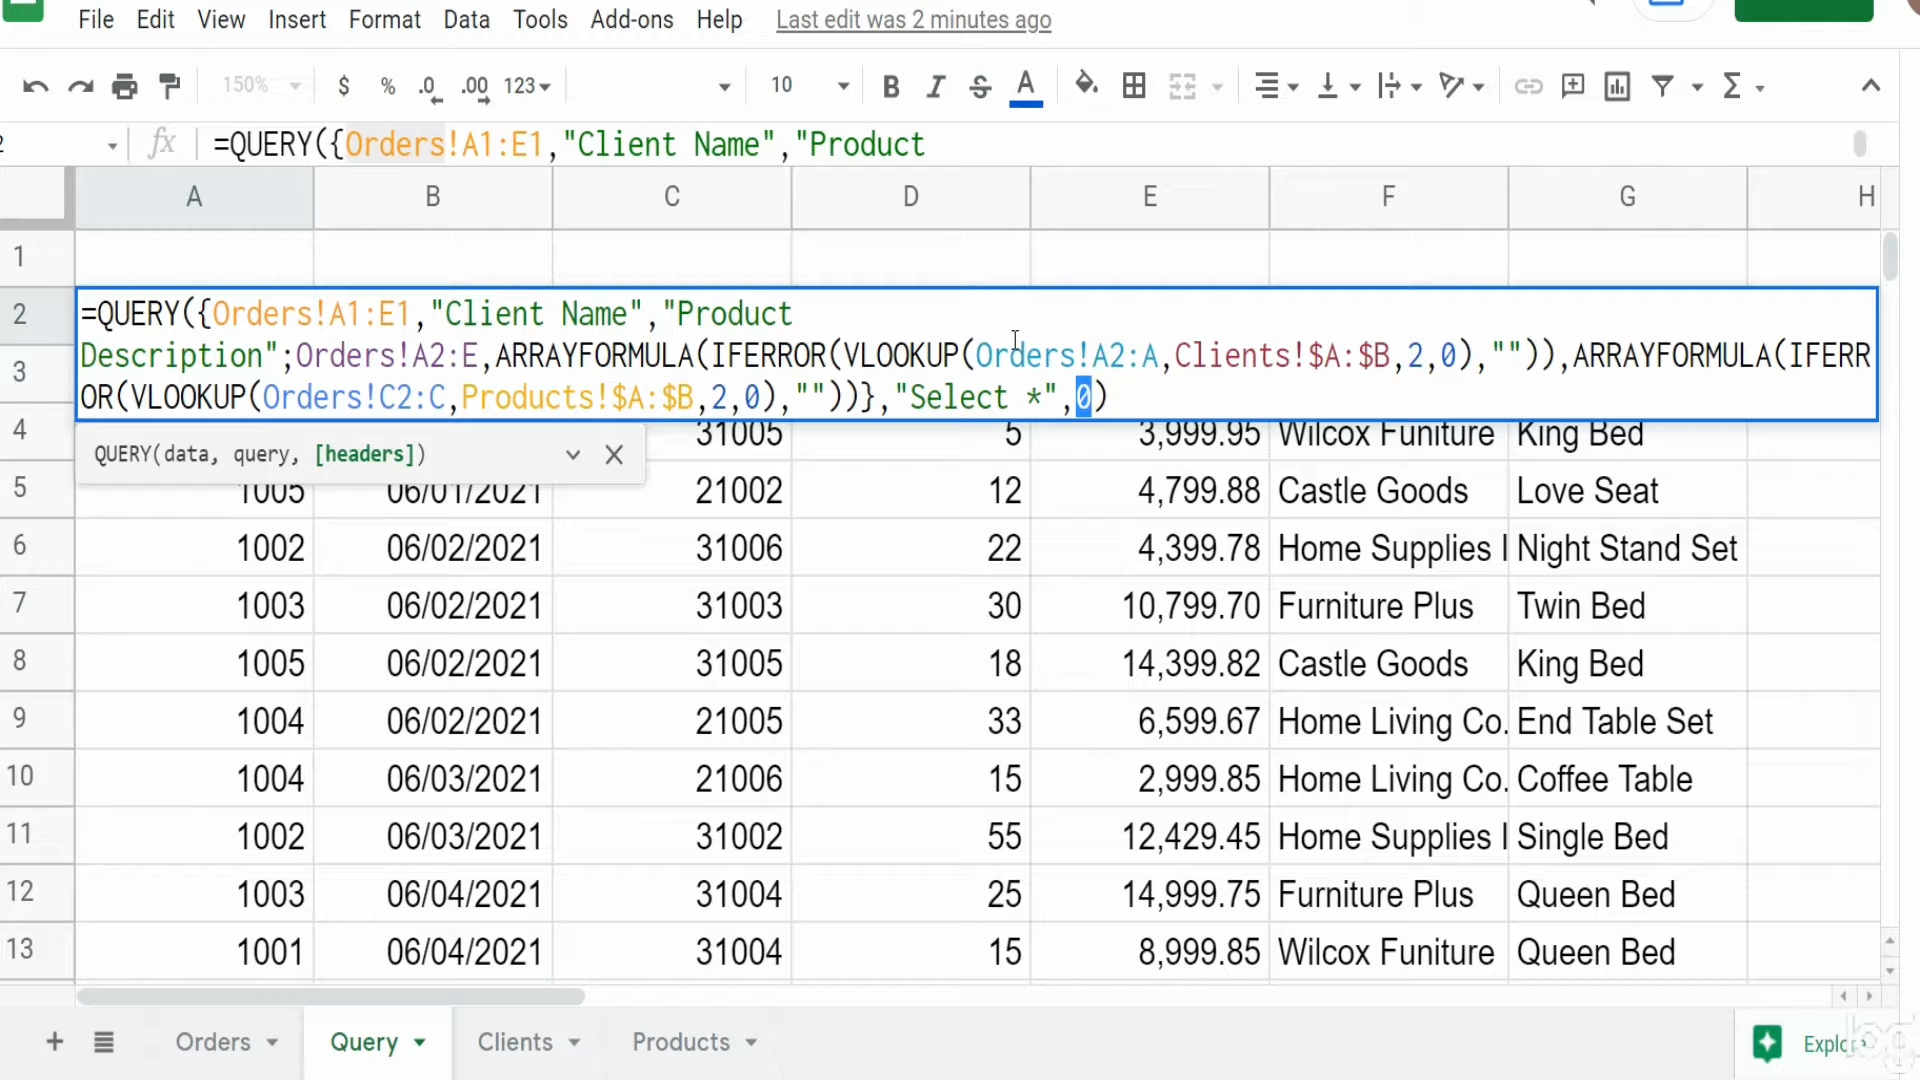 File Edit View Insert Format Data Tools Add-ons Help Last edit was 2 minutes ago
150% $ % .0 .00 123 10 B I S A
2 fx =QUERY({Orders!A1:E1,"Client Name","Product
A B C D E F G H
1
2 =QUERY({Orders!A1:E1,"Client Name","Product
Description";Orders!A2:E,ARRAYFORMULA(IFERROR(VLOOKUP(Orders!A2:A,Clients!$A:$B,2,0),"")),ARRAYFORMULA(IFERR
3
OR(VLOOKUP(Orders!C2:C,Products!$A:$B,2,0),""))},"Select *",0)
4 31005 5 3,999.95 Wilcox Funiture King Bed
QUERY(data, query, [headers])
5 1005 06/01/2021 21002 12 4,799.88 Castle Goods Love Seat
6 1002 06/02/2021 31006 22 4,399.78 Home Supplies I Night Stand Set
7 1003 06/02/2021 31003 30 10,799.70 Furniture Plus Twin Bed
8 1005 06/02/2021 31005 18 14,399.82 Castle Goods King Bed
9 1004 06/02/2021 21005 33 6,599.67 Home Living Co. End Table Set
10 1004 06/03/2021 21006 15 2,999.85 Home Living Co. Coffee Table
11 1002 06/03/2021 31002 55 12,429.45 Home Supplies I Single Bed
12 1003 06/04/2021 31004 25 14,999.75 Furniture Plus Queen Bed
13 1001 06/04/2021 31004 15 8,999.85 Wilcox Funiture Queen Bed
+ Orders Query Clients Products Explore